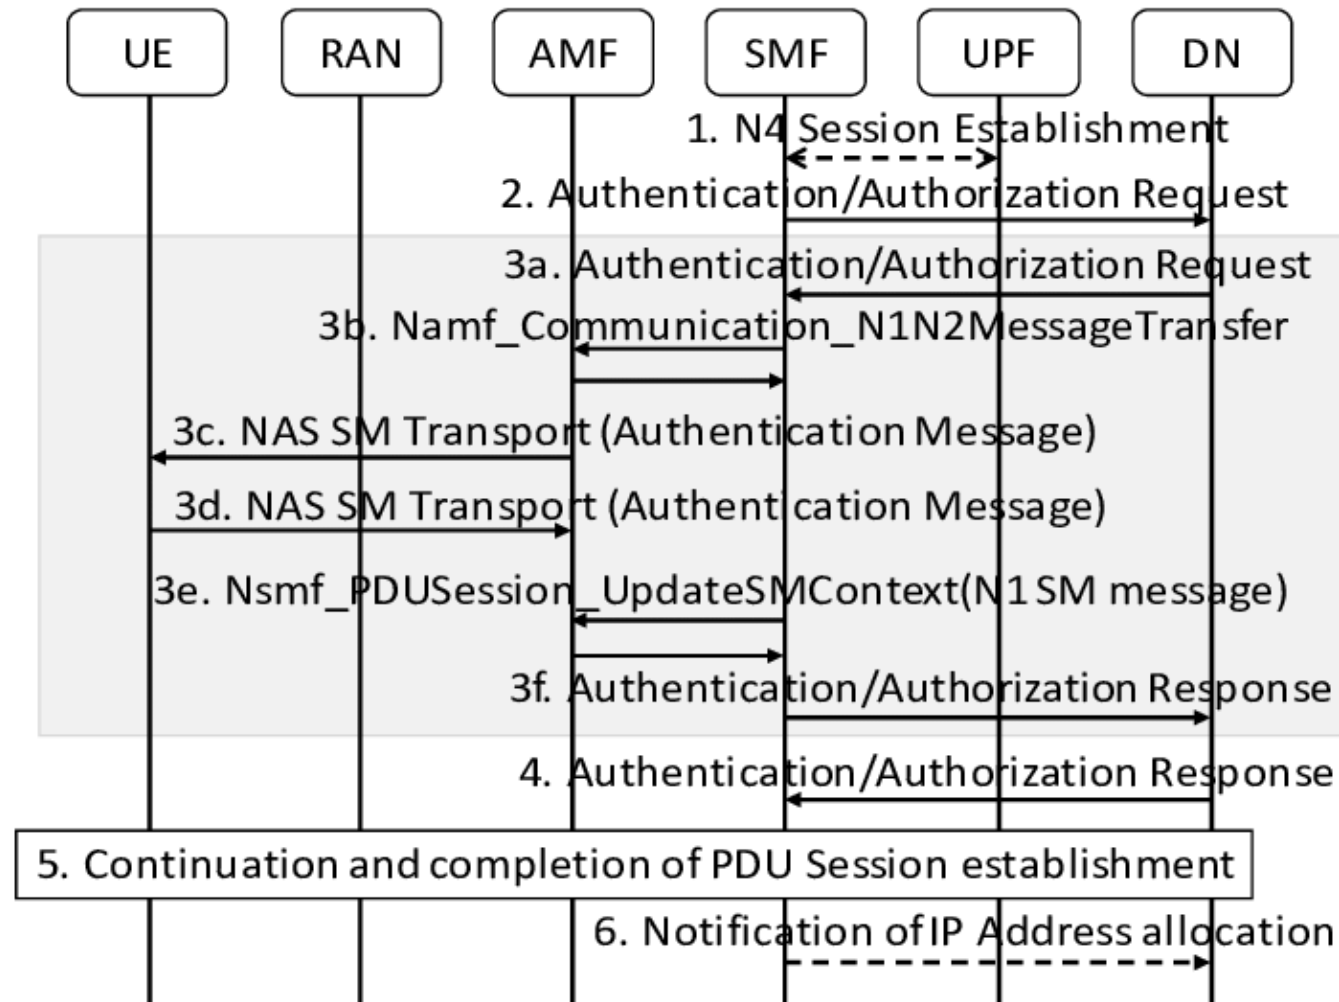 UE RAN AMF SMF UPF DN
1. N4 Session Establishment
2. Authentication/Authorization Request
3a. Authentication/Authorization Request
3b. Namf_Communication_N1N2MessageTransfer
3c. NAS SM Transport (Authentication Message)
3d. NAS SM Transport (Authentication Message)
3e. Nsmf_PDUSession_UpdateSMContext(N1 SM message)
3f. Authentication/Authorization Response
4. Authentication/Authorization Response
5. Continuation and completion of PDU Session establishment
6. Notification of IP Address allocation